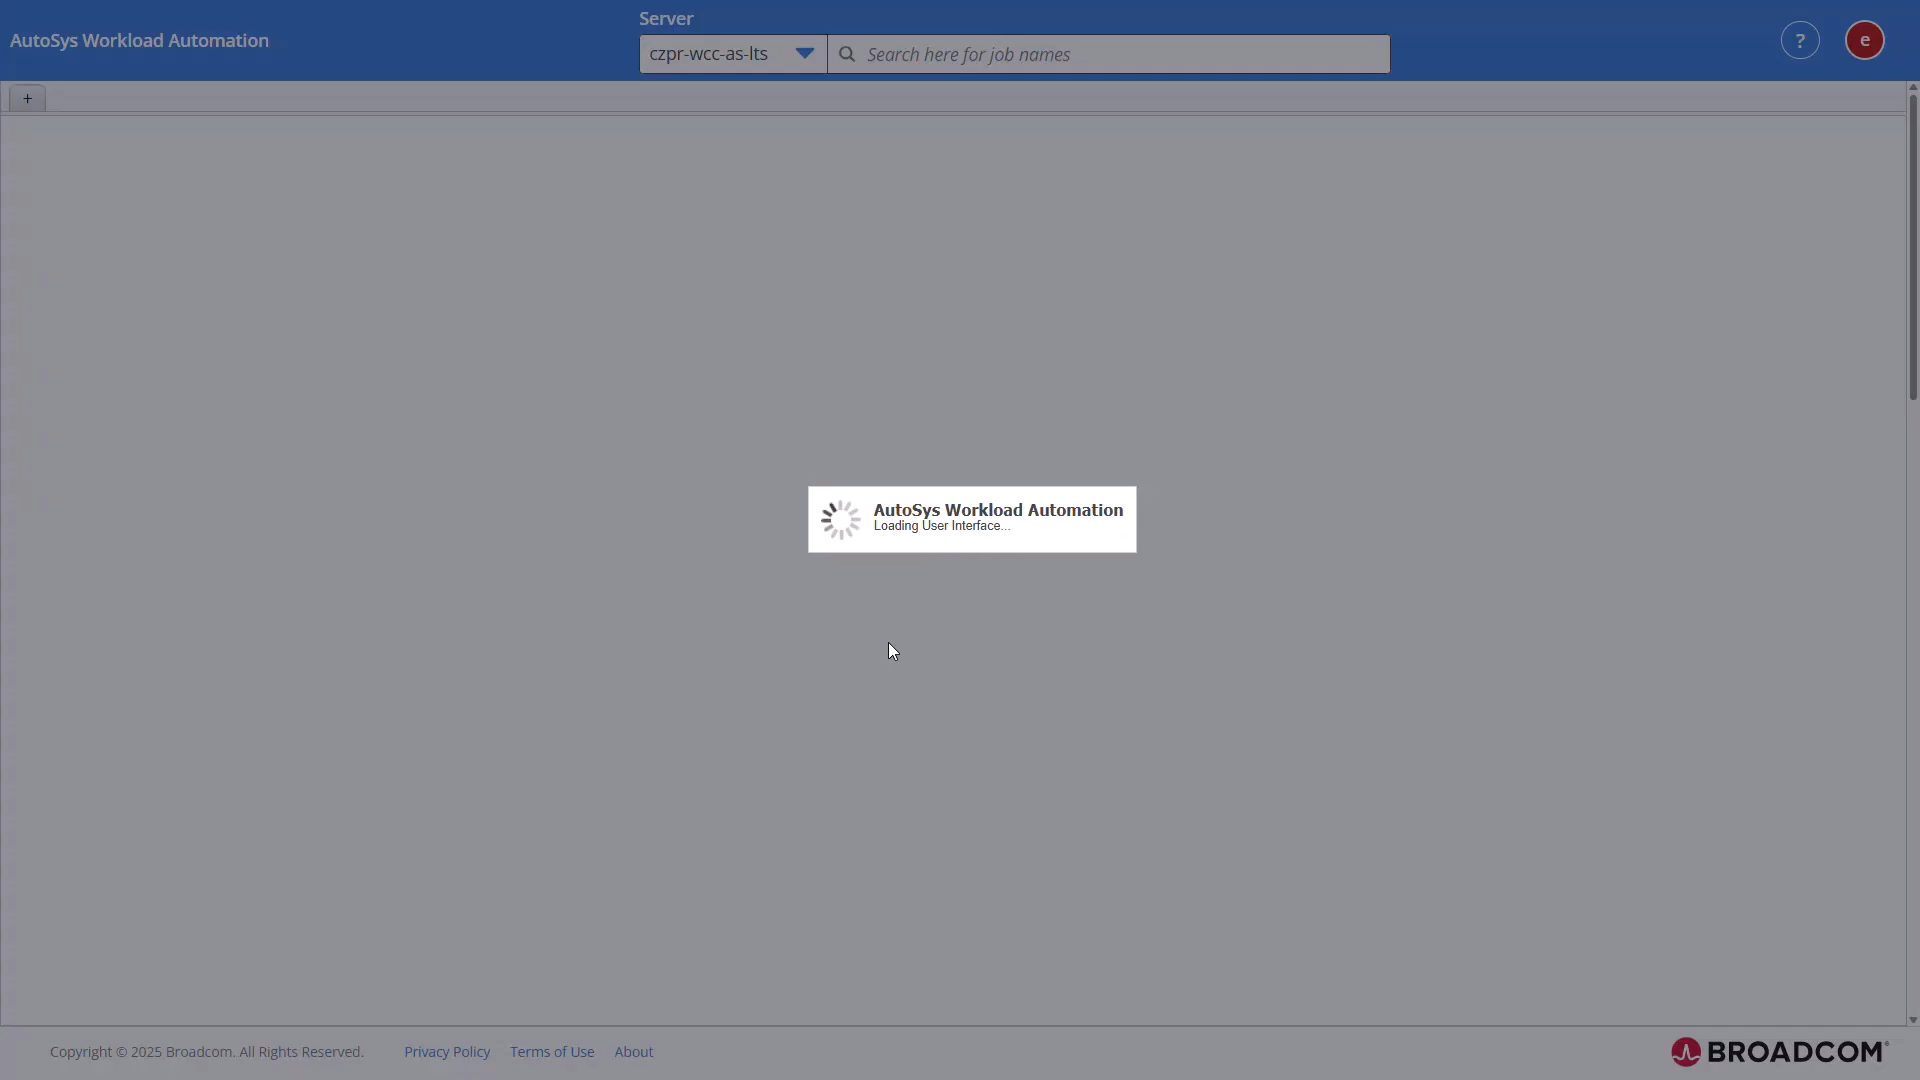 Server
AutoSys Workload Automation
czpr-wcc-as-lts
Search here for job names
?
e
+
AutoSys Workload Automation
Loading User Interface...
Copyright © 2025 Broadcom. All Rights Reserved. Privacy Policy Terms of Use About
BROADCOM®